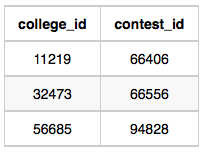 college_id contest_id
11219 66406
32473 66556
56685 94828